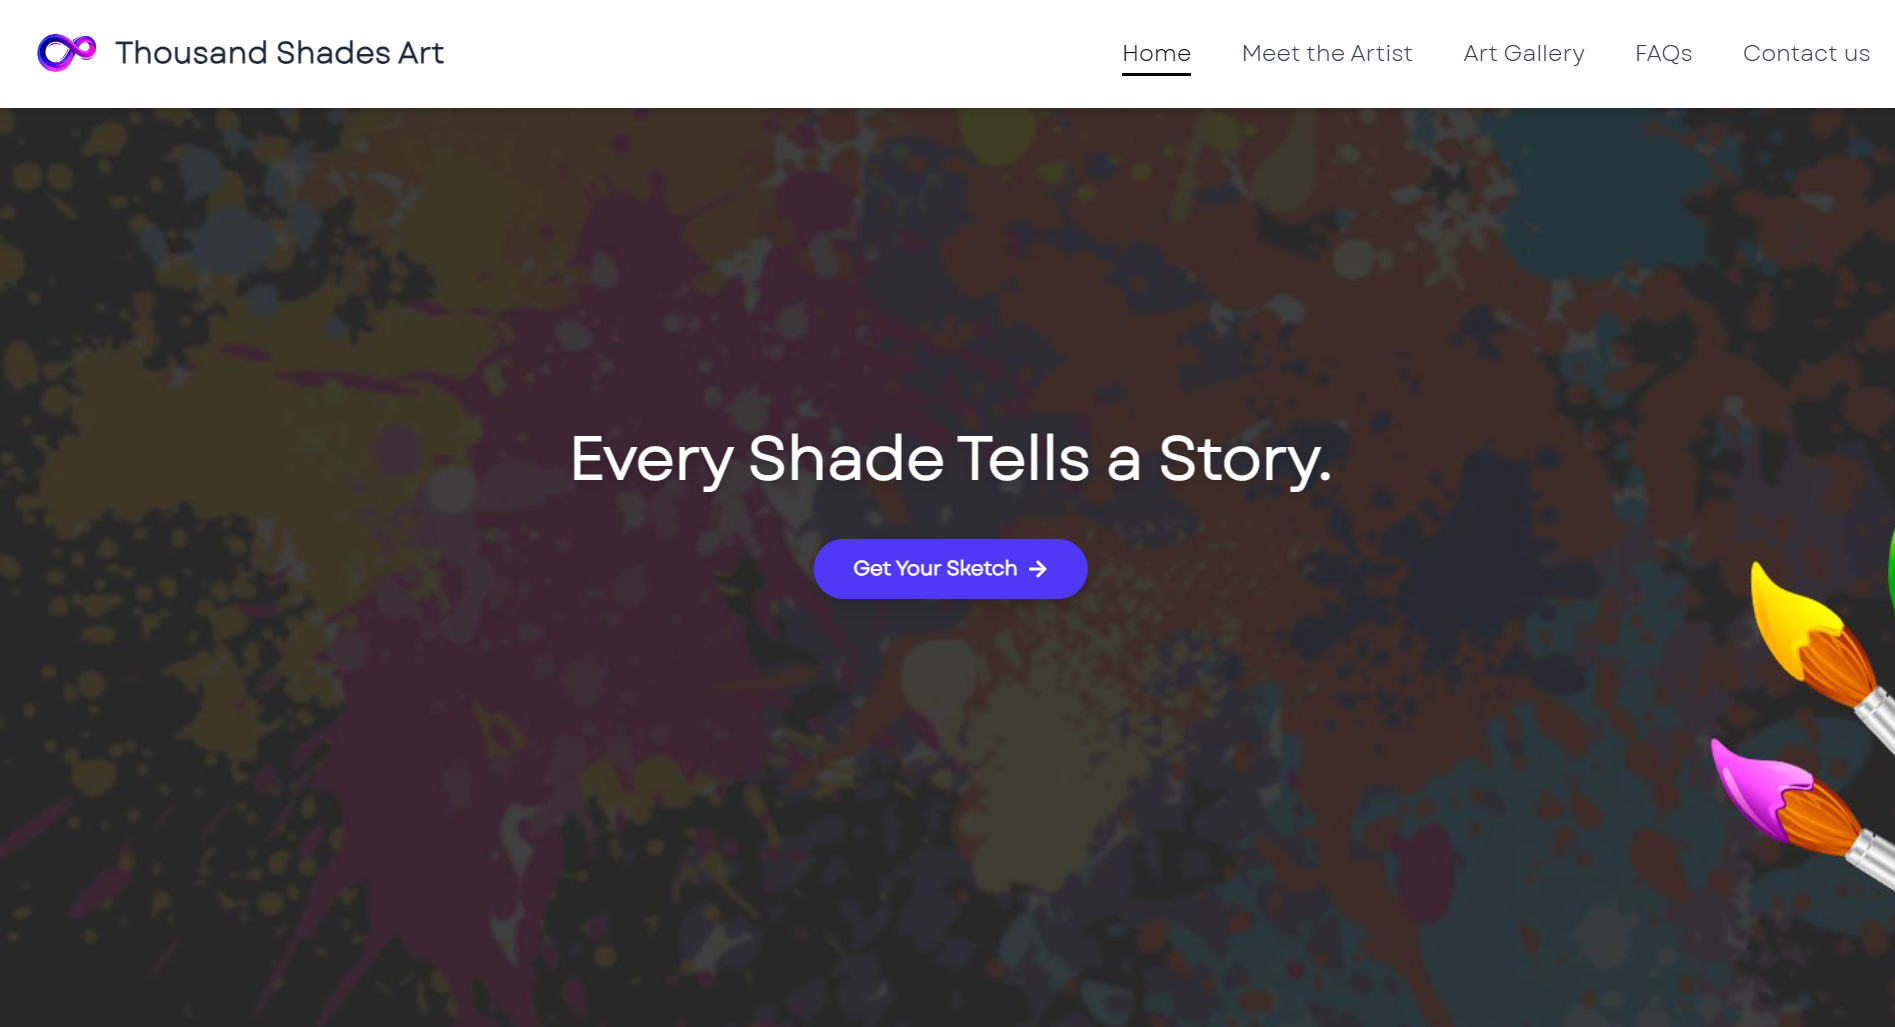 Thousand Shades Art
Home
Meet the Artist
Art Gallery
FAQs
Contact us
Every Shade Tells a Story.
Get Your Sketch